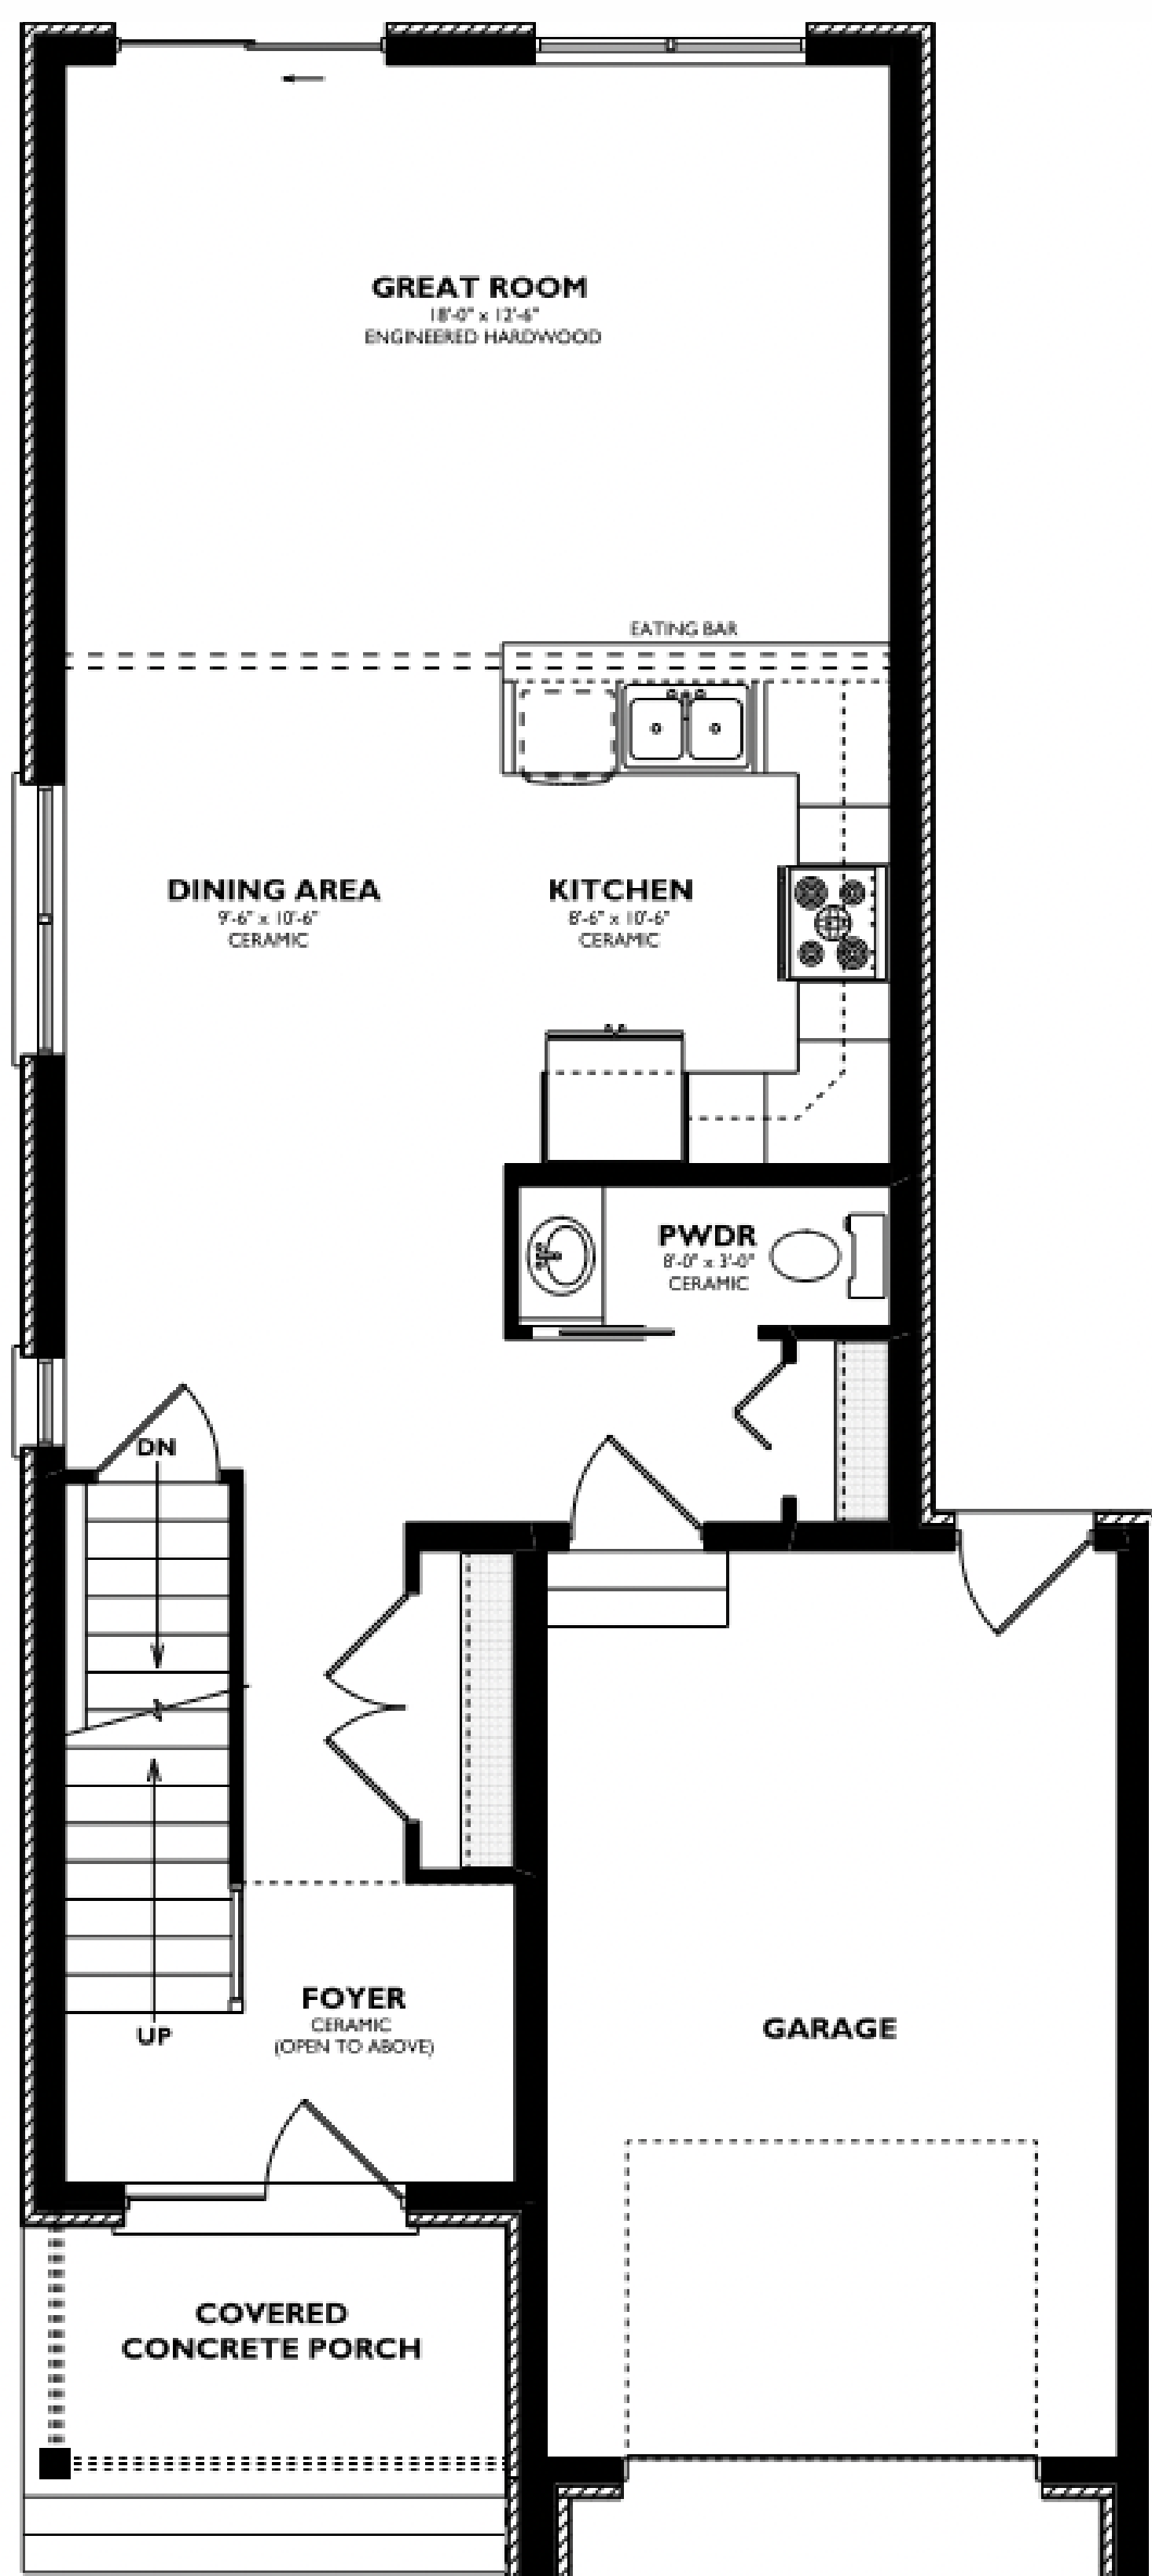 GREAT ROOM
18'-0" x 12'-6"
ENGINEERED HARDWOOD
EATING BAR
DINING AREA
9'-6" x 10'-6"
CERAMIC
KITCHEN
8'-6" x 10'-6"
CERAMIC
PWDR
8'-0" x 3'-0"
CERAMIC
DN
FOYER
CERAMIC
(OPEN TO ABOVE)
UP
GARAGE
COVERED
CONCRETE PORCH